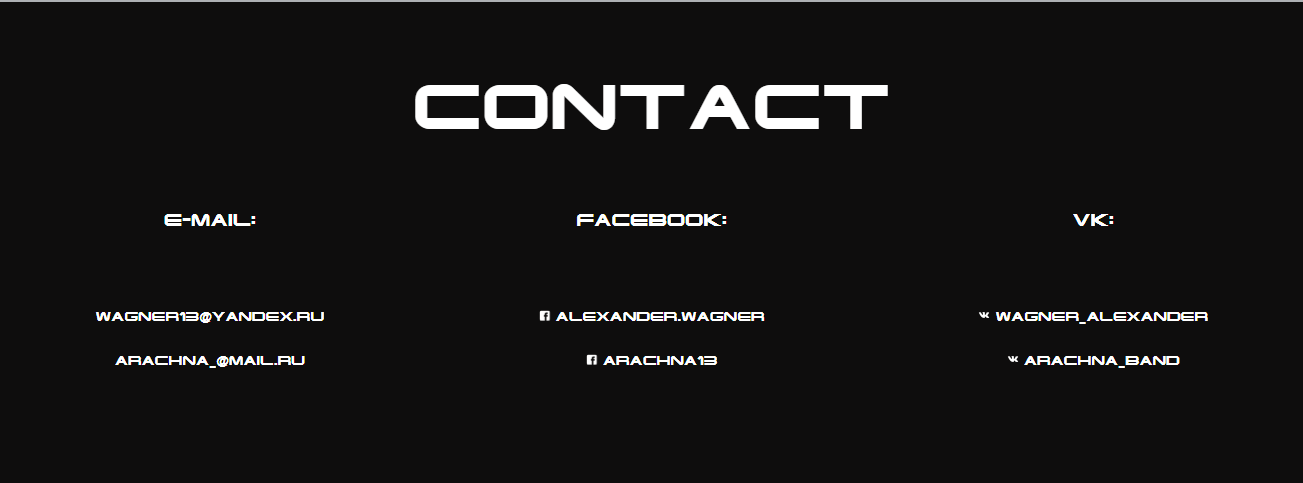 CONTACT
E-MAIL:
WAGNER13@YANDEX.RU
ARACHNA_@MAIL.RU
FACEBOOK:
ALEXANDER.WAGNER
ARACHNA13
VK:
WAGNER_ALEXANDER
ARACHNA_BAND